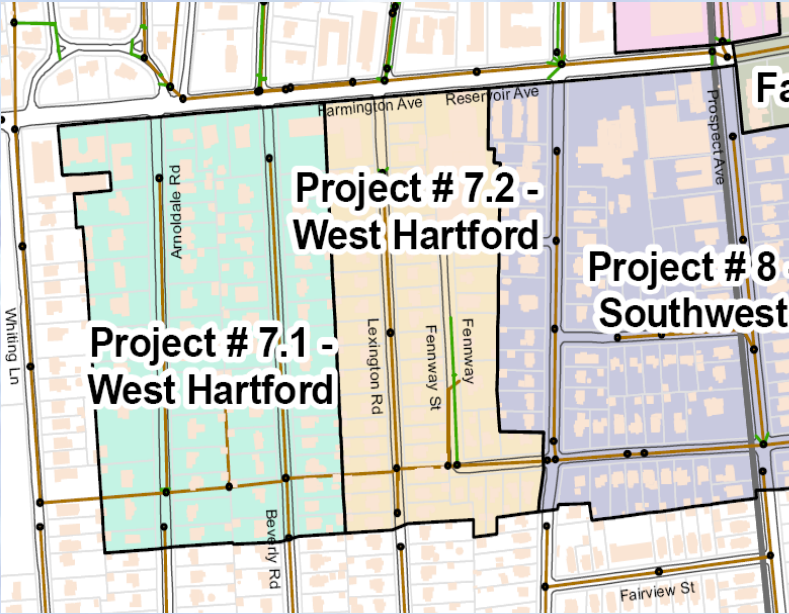 Fa
Farmington Ave
Reservoir Ave
Prospect Ave
Arnoldale Rd
Project # 7.2 -
West Hartford
Project # 8
Southwest
Whiting Ln
Project # 7.1 -
West Hartford
Lexington Rd
Fennway St
Fennway
Beverly Rd
Fairview St